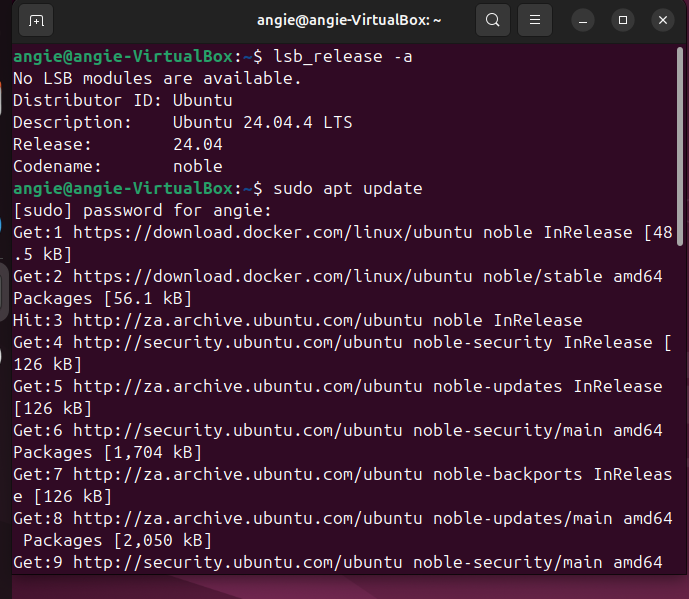 angie@angie-VirtualBox: ~
angie@angie-VirtualBox:~$ lsb_release -a
No LSB modules are available.
Distributor ID: Ubuntu
Description:    Ubuntu 24.04.4 LTS
Release:        24.04
Codename:       noble
angie@angie-VirtualBox:~$ sudo apt update
[sudo] password for angie:
Get:1 https://download.docker.com/linux/ubuntu noble InRelease [48
.5 kB]
Get:2 https://download.docker.com/linux/ubuntu noble/stable amd64
Packages [56.1 kB]
Hit:3 http://za.archive.ubuntu.com/ubuntu noble InRelease
Get:4 http://security.ubuntu.com/ubuntu noble-security InRelease [
126 kB]
Get:5 http://za.archive.ubuntu.com/ubuntu noble-updates InRelease
[126 kB]
Get:6 http://security.ubuntu.com/ubuntu noble-security/main amd64
Packages [1,704 kB]
Get:7 http://za.archive.ubuntu.com/ubuntu noble-backports InReleas
e [126 kB]
Get:8 http://za.archive.ubuntu.com/ubuntu noble-updates/main amd64
 Packages [2,050 kB]
Get:9 http://security.ubuntu.com/ubuntu noble-security/main amd64